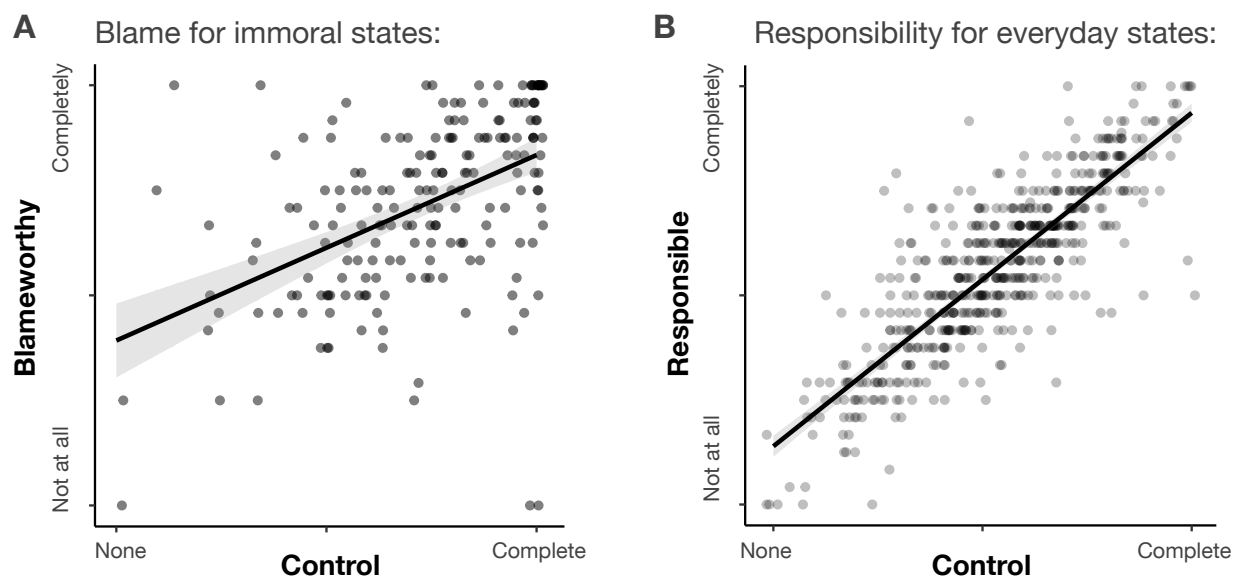 A
Blame for immoral states:
Completely
Blameworthy
Not at all
None
Control
Complete
B
Responsibility for everyday states:
Completely
Responsible
Not at all
None
Control
Complete